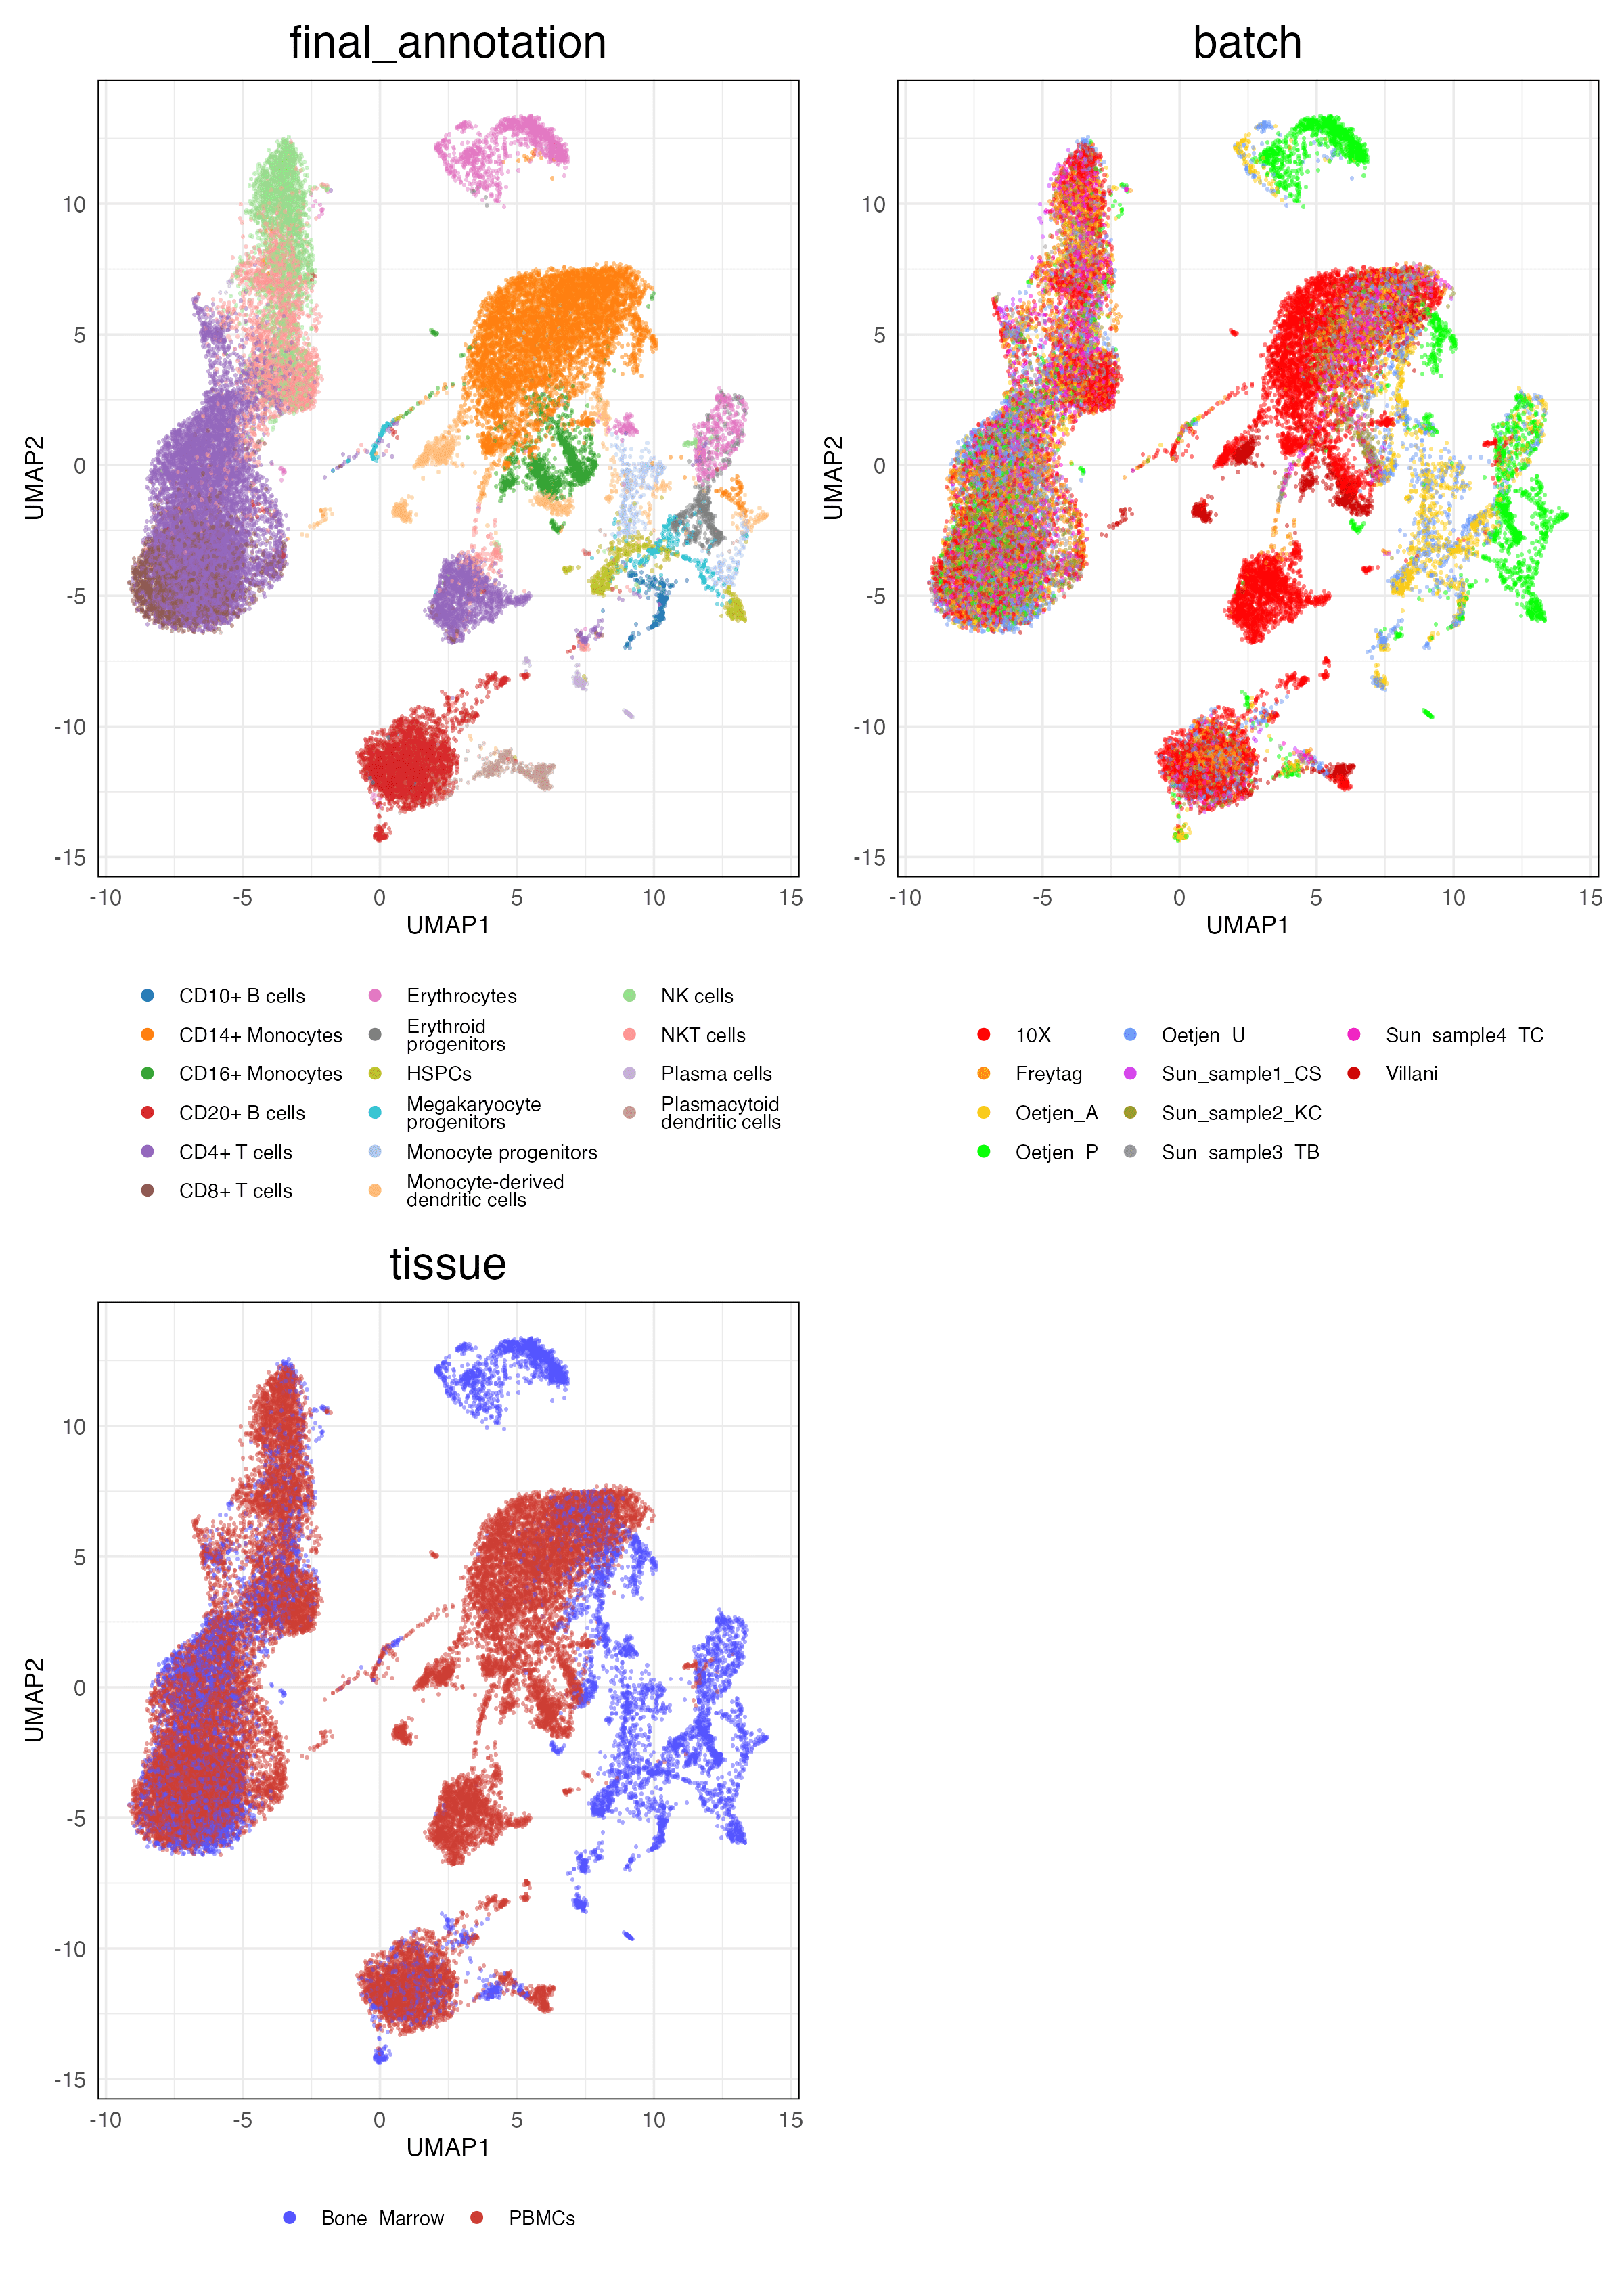 final_annotation
batch
10
5
0
-5
-10
-15
UMAP2
-10 -5 0 5 10 15
UMAP1
10
5
0
-5
-10
-15
UMAP2
-10 -5 0 5 10 15
UMAP1
CD10+ B cells
CD14+ Monocytes
CD16+ Monocytes
CD20+ B cells
CD4+ T cells
CD8+ T cells
Erythrocytes
Erythroid
progenitors
HSPCs
Megakaryocyte
progenitors
Monocyte progenitors
Monocyte-derived
dendritic cells
NK cells
NKT cells
Plasma cells
Plasmacytoid
dendritic cells
10X
Freytag
Oetjen_A
Oetjen_P
Oetjen_U
Sun_sample1_CS
Sun_sample2_KC
Sun_sample3_TB
Sun_sample4_TC
Villani
tissue
10
5
0
-5
-10
-15
UMAP2
-10 -5 0 5 10 15
UMAP1
Bone_Marrow
PBMCs